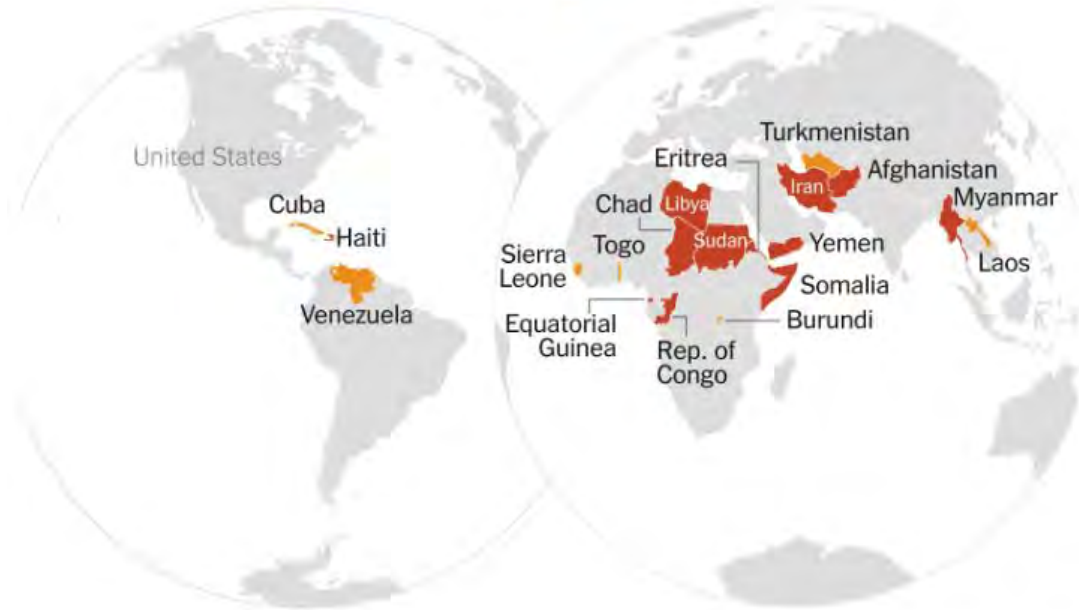 United States
Cuba
Haiti
Venezuela
Turkmenistan
Eritrea
Afghanistan
Iran
Myanmar
Chad
Libya
Sierra
Leone
Togo
Sudan
Yemen
Laos
Somalia
Equatorial
Guinea
Burundi
Rep. of
Congo